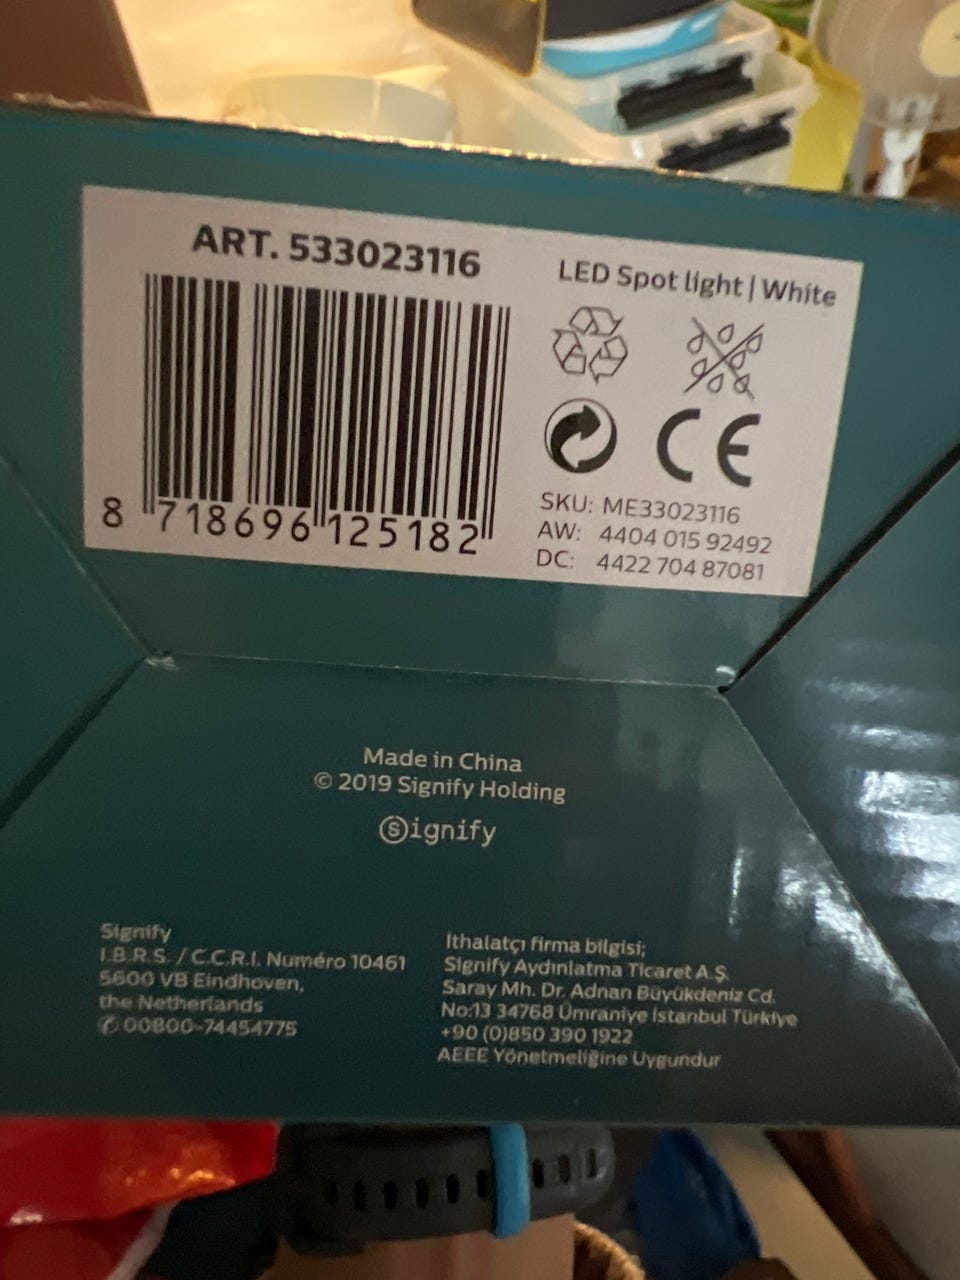 ART. 533023116
8 718696 125182
LED Spot light | White
CE
SKU: ME33023116
AW: 4404 015 92492
DC: 4422 704 87081
Made in China
© 2019 Signify Holding
Signify
Signify
I.B.R.S. / C.C.R.I. Numéro 10461
5600 VB Eindhoven,
the Netherlands
✆ 00800-74454775
İthalatçı firma bilgisi;
Signify Aydınlatma Ticaret A.Ş.
Saray Mh. Dr. Adnan Büyükdeniz Cd.
No:13 34768 Ümraniye İstanbul Türkiye
+90 (0)850 390 1922
AEEE Yönetmeliğine Uygundur